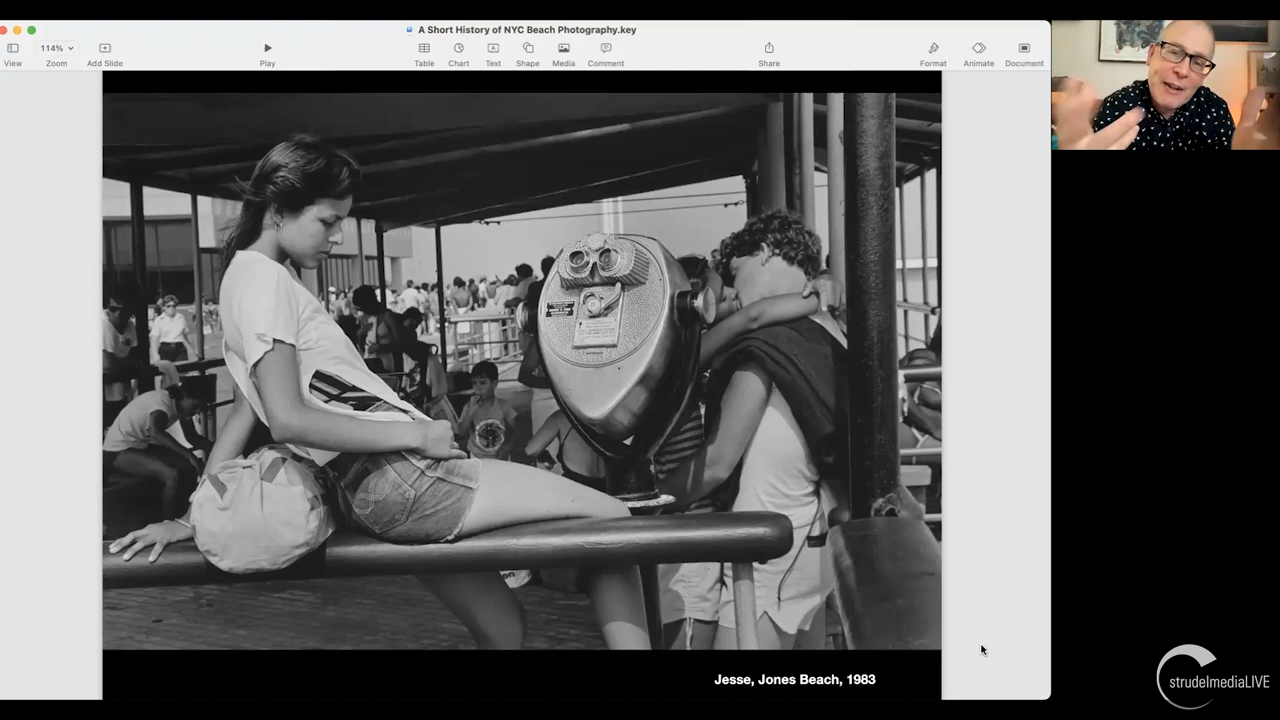 A Short History of NYC Beach Photography.key
114%
View
Zoom
Add Slide
Play
Table
Chart
Text
Shape
Media
Comment
Share
Format
Animate
Document
Jesse, Jones Beach, 1983
strudelmediaLIVE